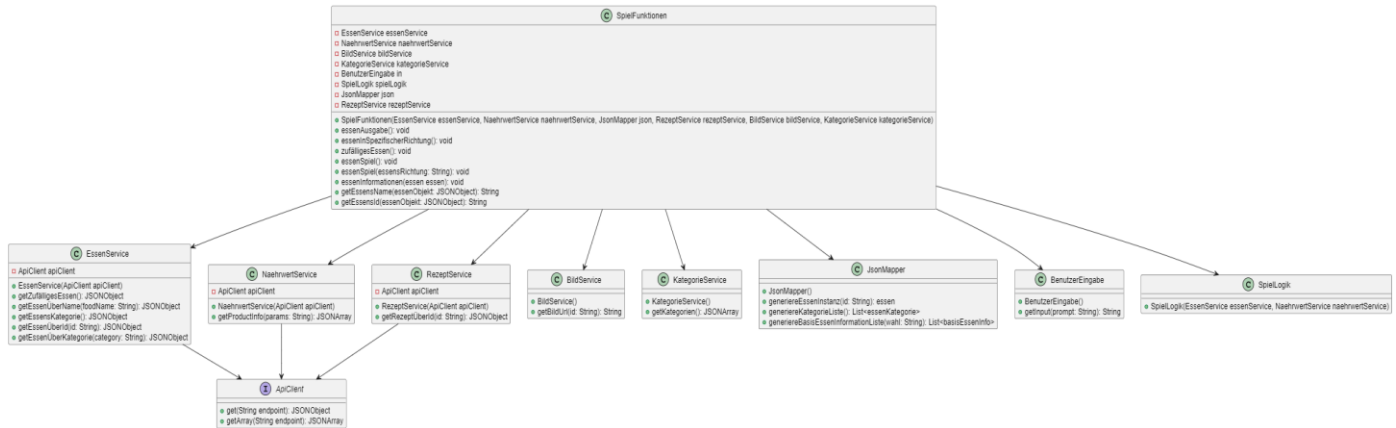 C SpielFunktionen
EssenService essenService
NaehrwertService naehrwertService
BildService bildService
KategorieService kategorieService
BenutzerEingabe in
SpielLogik spielLogik
JsonMapper json
RezeptService rezeptService
SpielFunktionen(EssenService essenService, NaehrwertService naehrwertService, JsonMapper json, RezeptService rezeptService, BildService bildService, KategorieService kategorieService)
essenAusgabe(): void
essenInSpezifischerRichtung(): void
zufälligesEssen(): void
essenSpiel(): void
essenSpiel(essensRichtung: String): void
essenInformationen(essen essen): void
getEssensName(essenObjekt: JSONObject): String
getEssensId(essenObjekt: JSONObject): String
C EssenService
ApiClient apiClient
EssenService(ApiClient apiClient)
getZufälligesEssen(): JSONObject
getEssenÜberName(foodName: String): JSONObject
getEssensKategorie(): JSONObject
getEssenÜberId(id: String): JSONObject
getEssenÜberKategorie(category: String): JSONObject
C NaehrwertService
ApiClient apiClient
NaehrwertService(ApiClient apiClient)
getProductInfo(params: String): JSONArray
C RezeptService
ApiClient apiClient
RezeptService(ApiClient apiClient)
getRezeptÜberId(id: String): JSONObject
C BildService
BildService()
getBildUrl(id: String): String
C KategorieService
KategorieService()
getKategorien(): JSONArray
C JsonMapper
JsonMapper()
generiereEssenInstanz(id: String): essen
generiereKategorieListe(): List<essenKategorie>
generiereBasisEssenInformationListe(wahl: String): List<basisEssenInfo>
C BenutzerEingabe
BenutzerEingabe()
getInput(prompt: String): String
C SpielLogik
SpielLogik(EssenService essenService, NaehrwertService naehrwertService)
I ApiClient
get(String endpoint): JSONObject
getArray(String endpoint): JSONArray